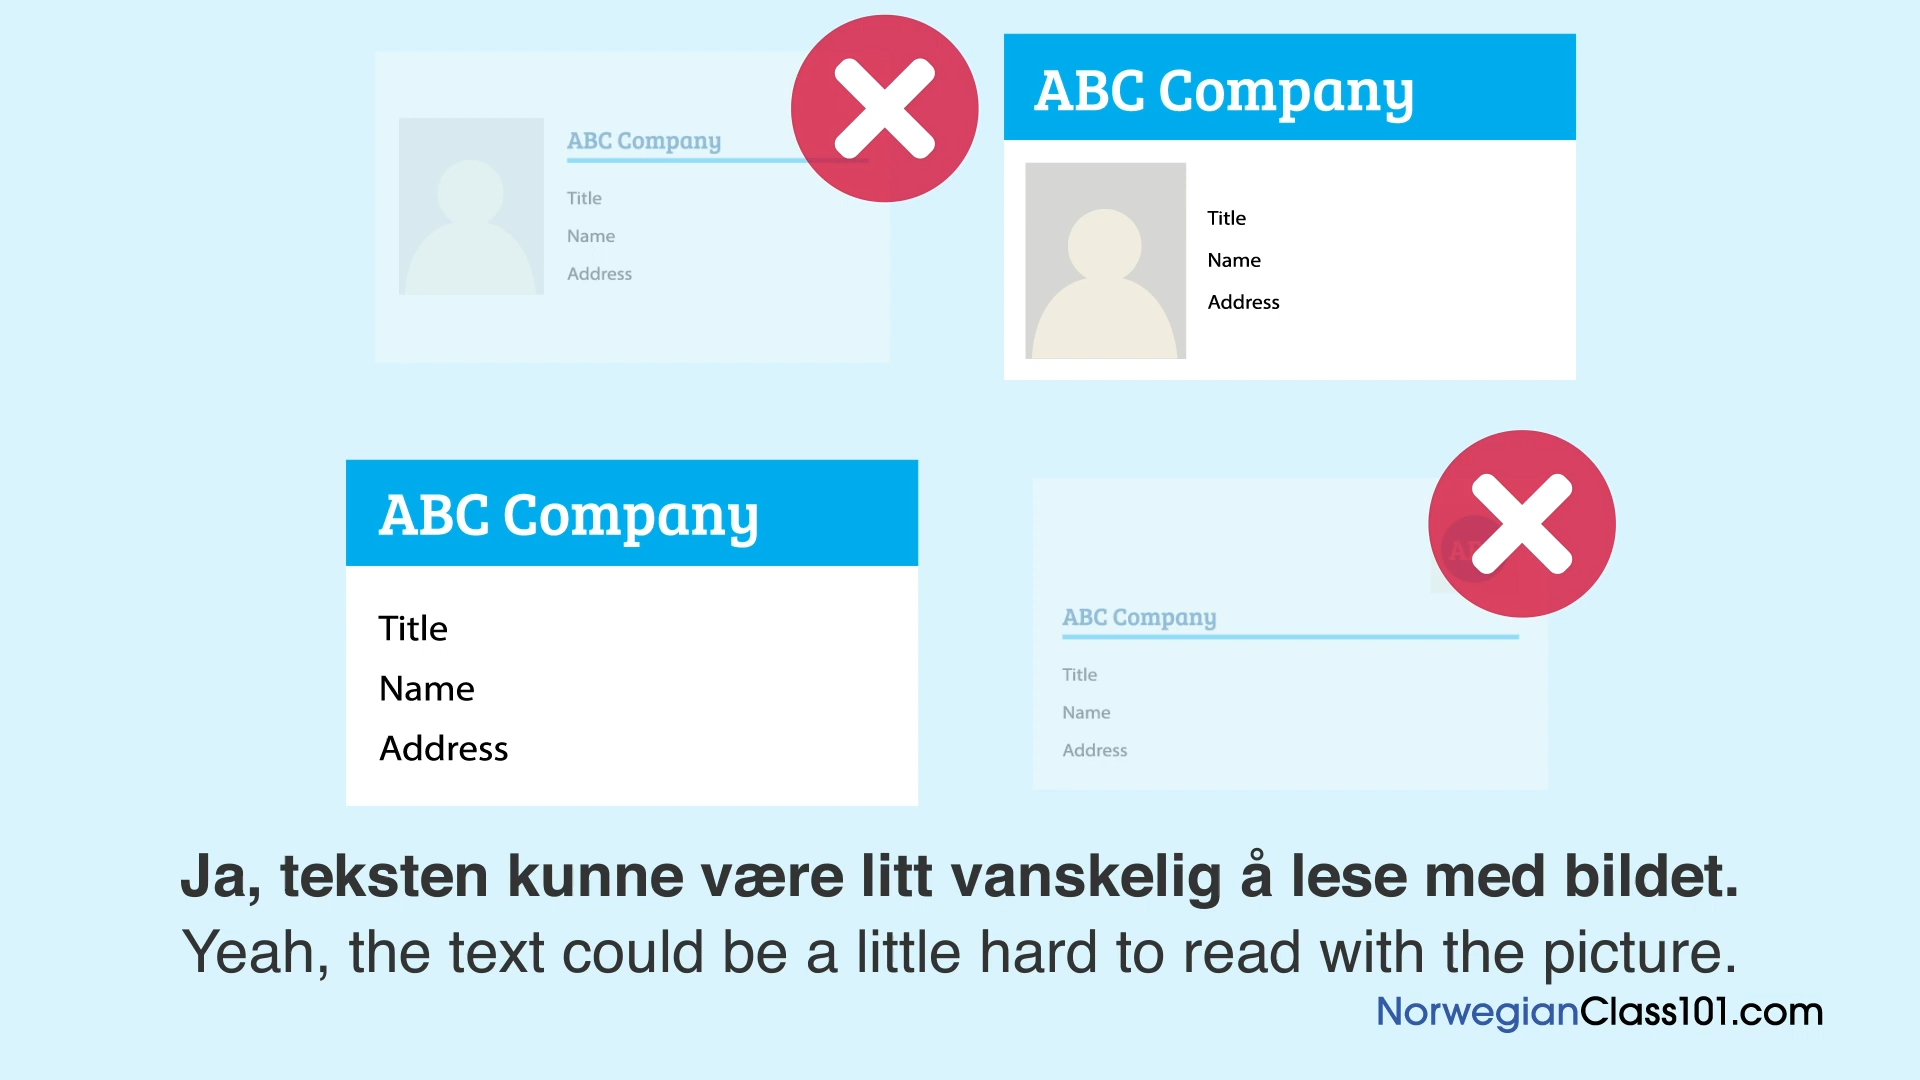 ABC Company
Title
Name
Address
ABC Company
Title
Name
Address
ABC Company
Title
Name
Address
ABC Company
Title
Name
Address
Ja, teksten kunne være litt vanskelig å lese med bildet.
Yeah, the text could be a little hard to read with the picture.
NorwegianClass101.com